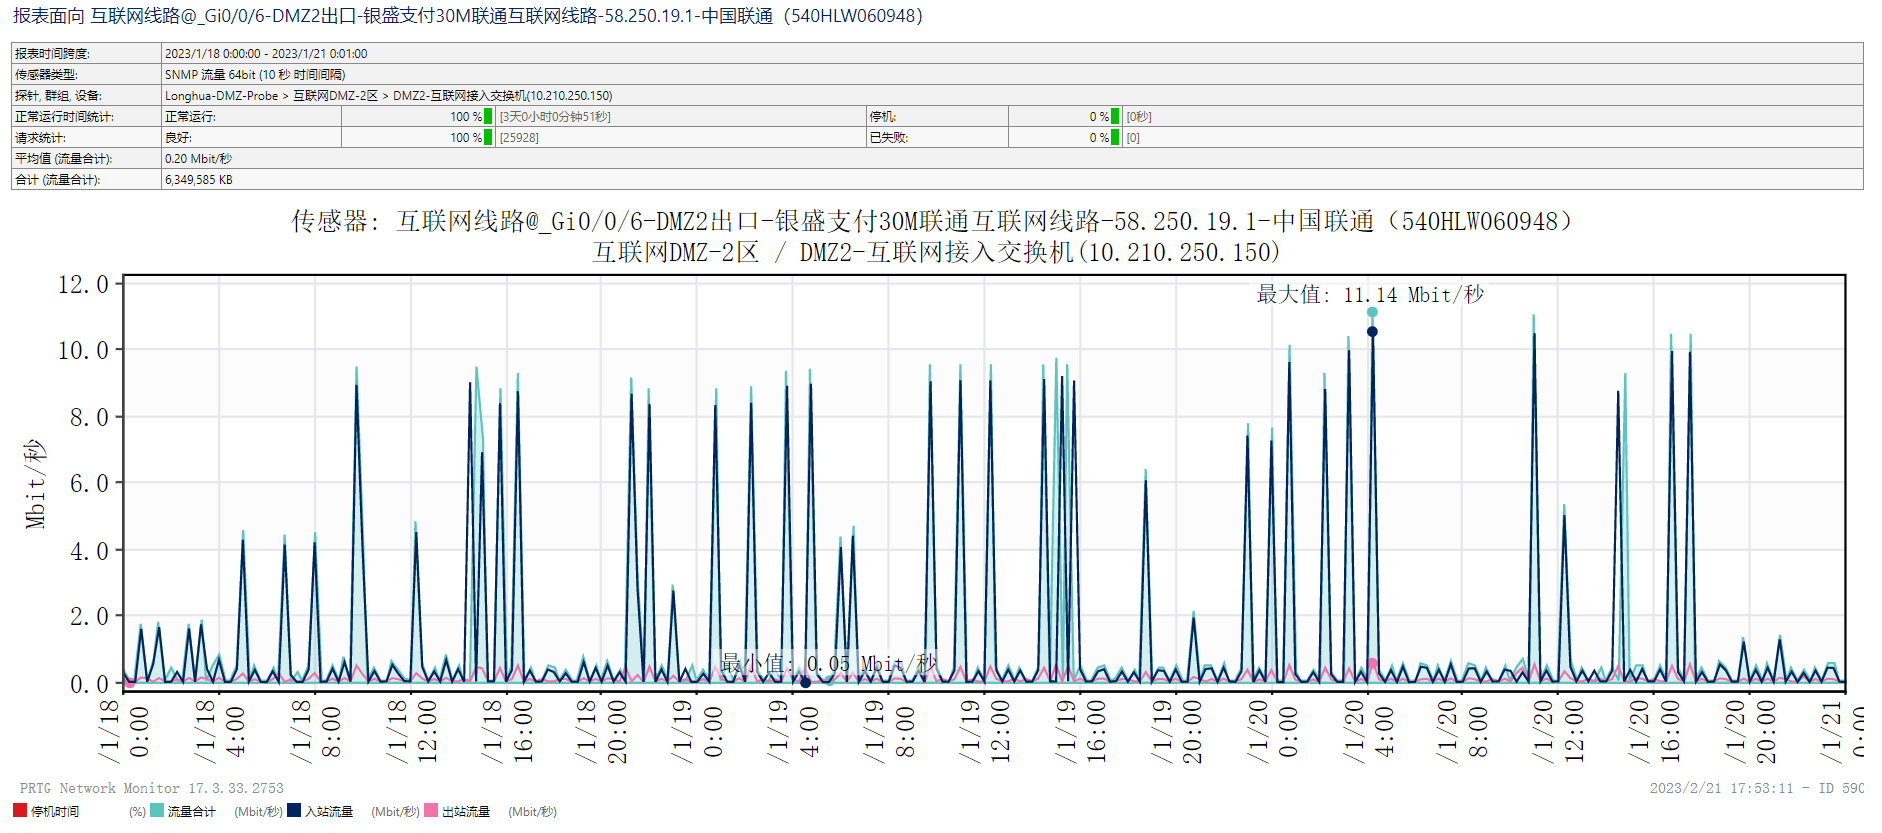 报表面向 互联网线路@_Gi0/0/6-DMZ2出口-银盛支付30M联通互联网线路-58.250.19.1-中国联通（540HLW060948）
报表时间跨度: 2023/1/18 0:00:00 - 2023/1/21 0:01:00
传感器类型: SNMP 流量 64bit (10 秒 时间间隔)
探针, 群组, 设备: Longhua-DMZ-Probe > 互联网DMZ-2区 > DMZ2-互联网接入交换机(10.210.250.150)
正常运行时间统计: 正常运行: 100 % [3天0小时0分钟51秒] 停机: 0 % [0秒]
请求统计: 良好: 100 % [25928] 已失败: 0 % [0]
平均值 (流量合计): 0.20 Mbit/秒
合计 (流量合计): 6,349,585 KB
传感器: 互联网线路@_Gi0/0/6-DMZ2出口-银盛支付30M联通互联网线路-58.250.19.1-中国联通（540HLW060948）
互联网DMZ-2区 / DMZ2-互联网接入交换机(10.210.250.150)
12.0
最大值: 11.14 Mbit/秒
10.0
8.0
6.0
Mbit/秒
4.0
2.0
最小值: 0.05 Mbit/秒
0.0
/1/18 0:00
/1/18 4:00
/1/18 8:00
/1/18 12:00
/1/18 16:00
/1/18 20:00
/1/19 0:00
/1/19 4:00
/1/19 8:00
/1/19 12:00
/1/19 16:00
/1/19 20:00
/1/20 0:00
/1/20 4:00
/1/20 8:00
/1/20 12:00
/1/20 16:00
/1/20 20:00
/1/21 0:00
PRTG Network Monitor 17.3.33.2753
2023/2/21 17:53:11 - ID 590
停机时间 (%) 流量合计 (Mbit/秒) 入站流量 (Mbit/秒) 出站流量 (Mbit/秒)